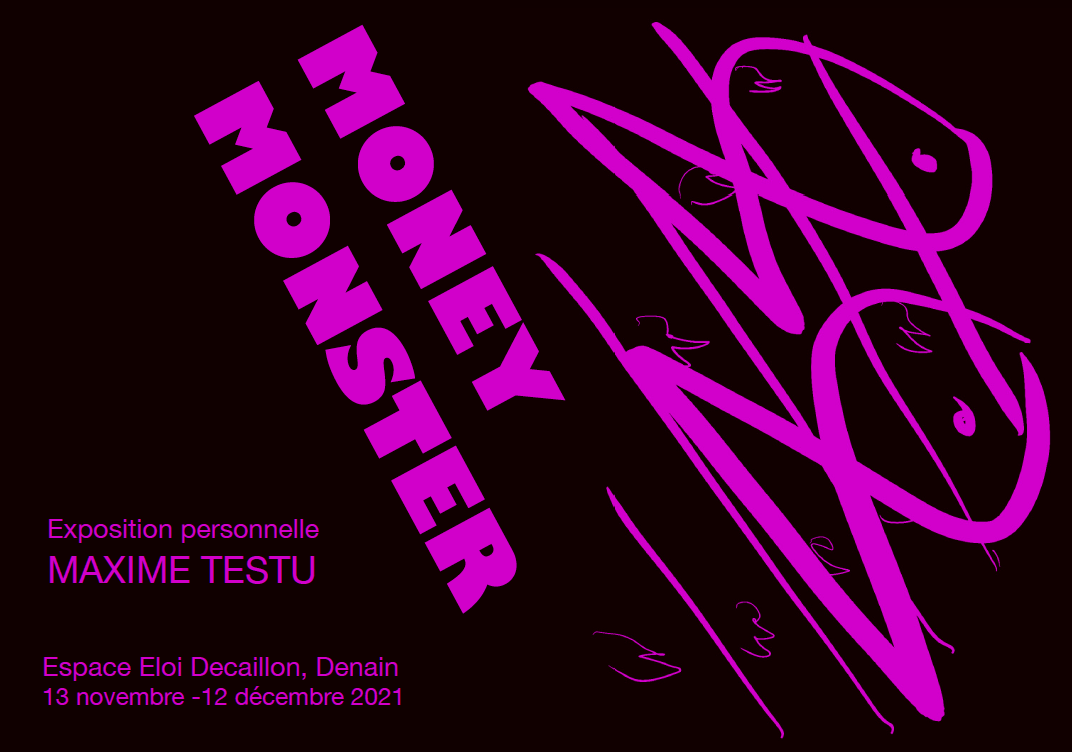 MONEY
MONSTER
Exposition personnelle
MAXIME TESTU
Espace Eloi Decaillon, Denain
13 novembre -12 décembre 2021